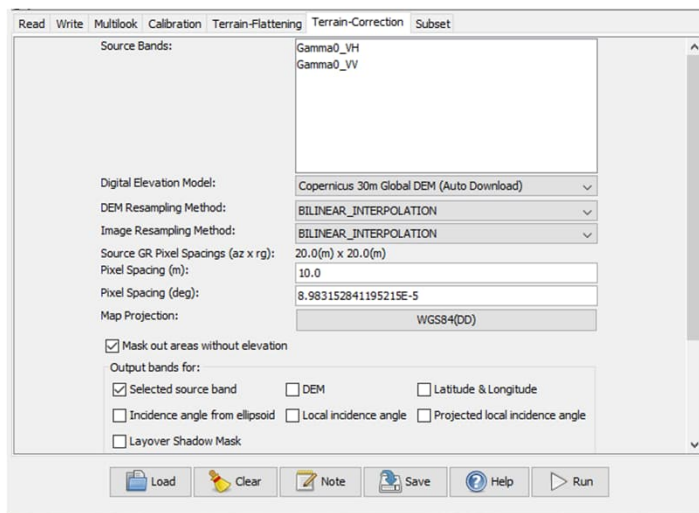 Read Write Multilook Calibration Terrain-Flattening Terrain-Correction Subset
Source Bands: Gamma0_VH
Gamma0_VV
Digital Elevation Model: Copernicus 30m Global DEM (Auto Download)
DEM Resampling Method: BILINEAR_INTERPOLATION
Image Resampling Method: BILINEAR_INTERPOLATION
Source GR Pixel Spacings (az x rg): 20.0(m) x 20.0(m)
Pixel Spacing (m): 10.0
Pixel Spacing (deg): 8.983152841195215E-5
Map Projection: WGS84(DD)
Mask out areas without elevation
Output bands for:
Selected source band DEM Latitude & Longitude
Incidence angle from ellipsoid Local incidence angle Projected local incidence angle
Layover Shadow Mask
Load Clear Note Save Help Run